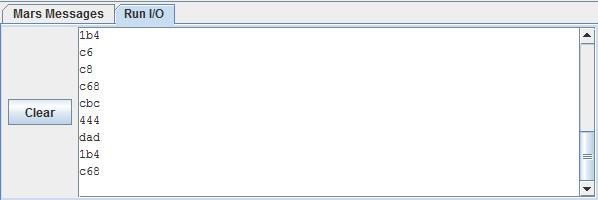 Mars Messages Run I/O
1b4
c6
c8
c68
cbc
Clear
444
dad
1b4
c68